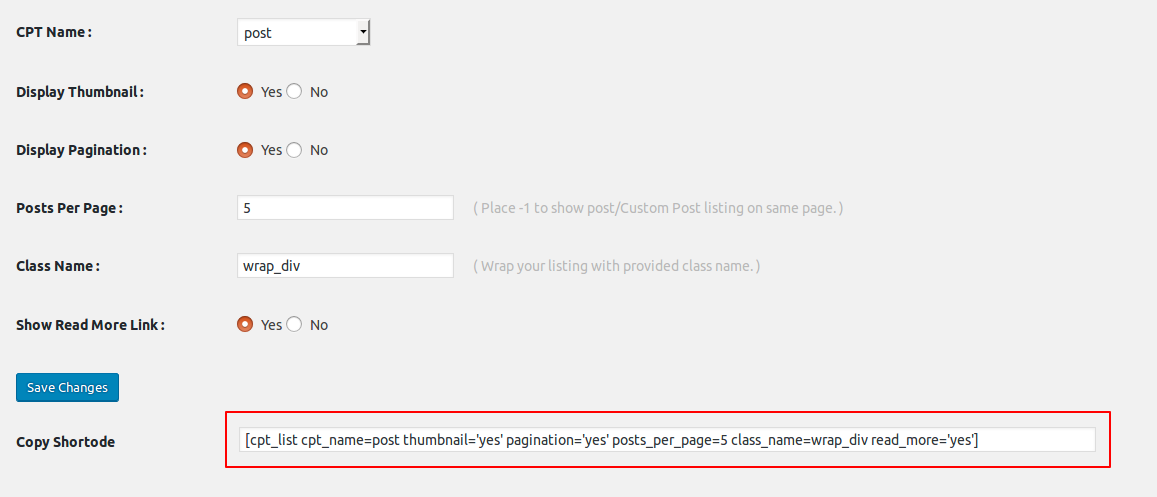 CPT Name : post
Display Thumbnail : Yes No
Display Pagination : Yes No
Posts Per Page : 5 ( Place -1 to show post/Custom Post listing on same page. )
Class Name : wrap_div ( Wrap your listing with provided class name. )
Show Read More Link : Yes No
Save Changes
Copy Shortode [cpt_list cpt_name=post thumbnail='yes' pagination='yes' posts_per_page=5 class_name=wrap_div read_more='yes']